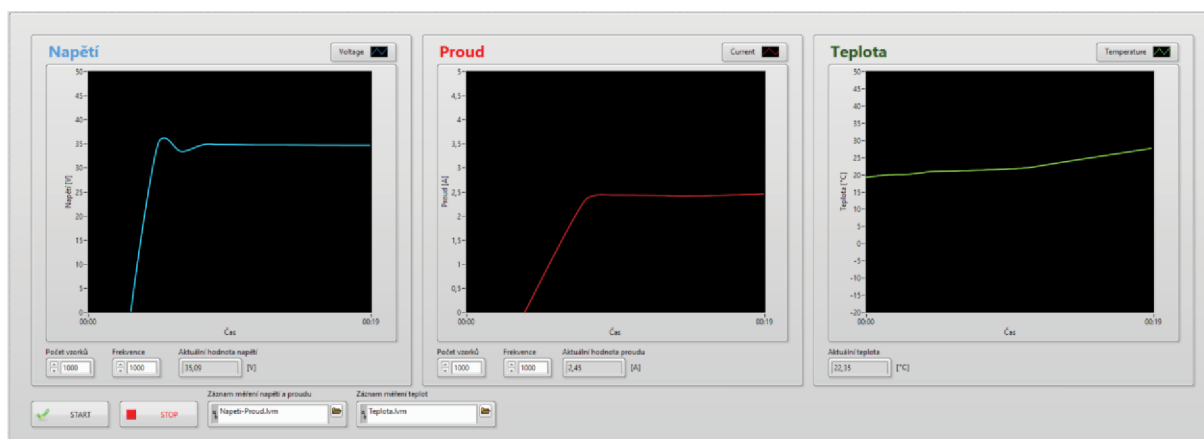 Napětí
Voltage
50
45
40
35
30
25
20
15
10
5
0
Napětí [V]
00:00
00:19
Čas
Počet vzorků
Frekvence
Aktuální hodnota napětí
1000
1000
35,09
[V]
Proud
Current
5
4,5
4
3,5
3
2,5
2
1,5
1
0,5
0
Proud [A]
00:00
00:19
Čas
Počet vzorků
Frekvence
Aktuální hodnota proudu
1000
1000
2,45
[A]
Teplota
Temperature
50
45
40
35
30
25
20
15
10
5
0
-5
-10
-15
-20
Teplota [°C]
00:00
00:19
Čas
Aktuální teplota
22,35
[°C]
START
STOP
Záznam měření napětí a proudu
Napeti-Proud.lvm
Záznam měření teplot
Teplota.lvm